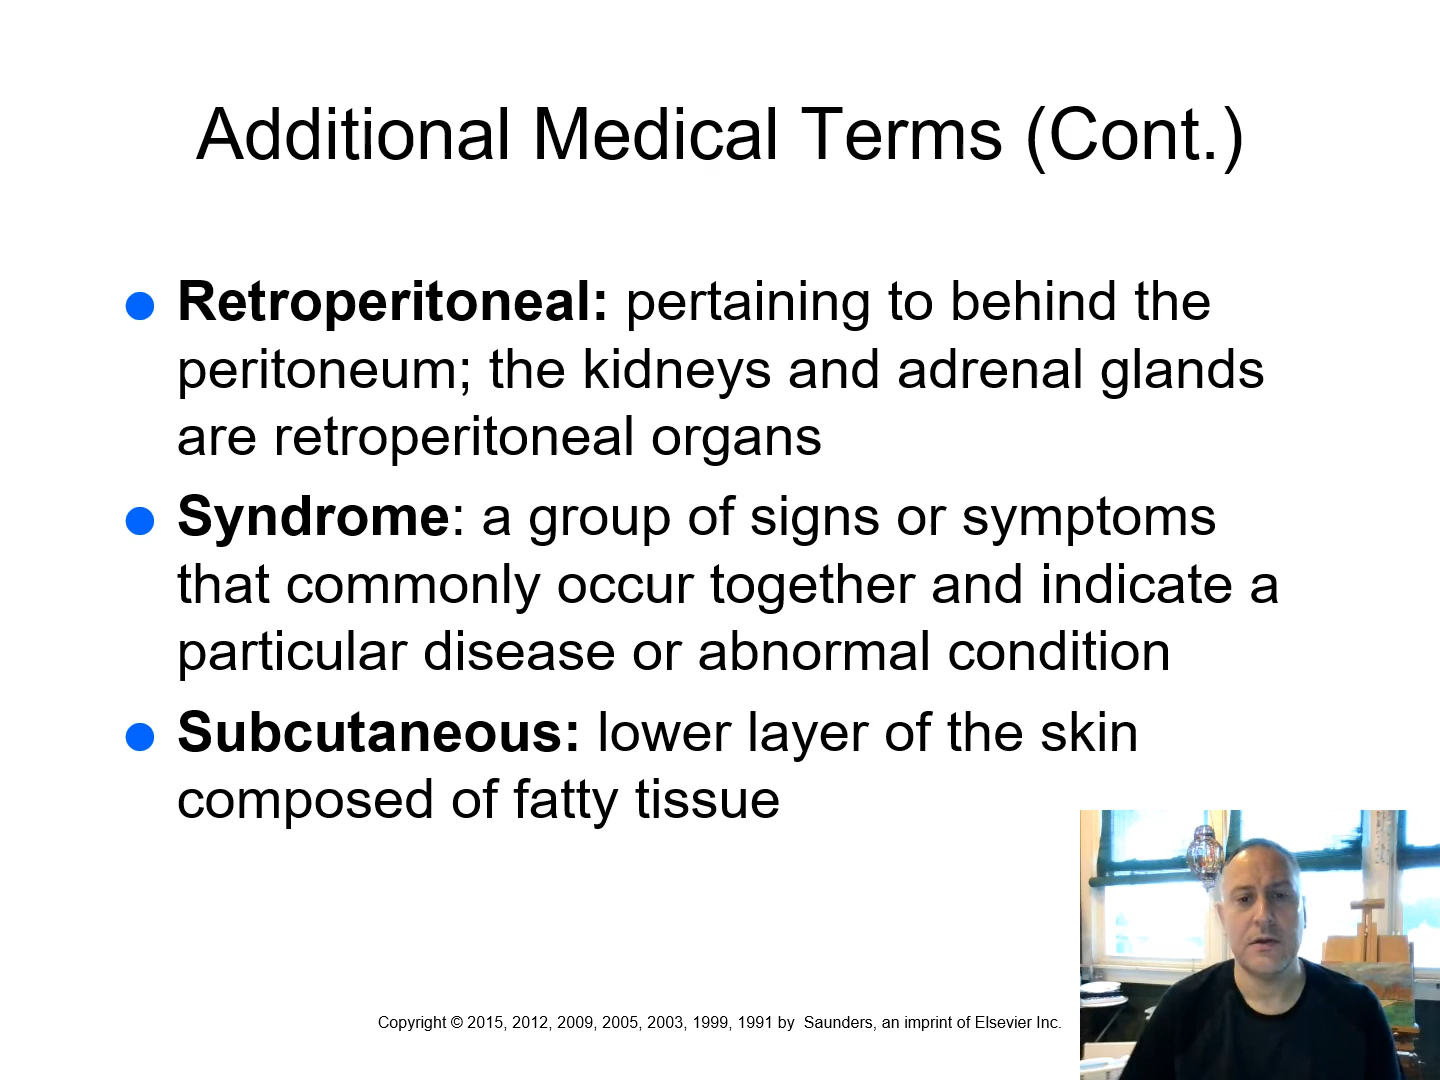 Additional Medical Terms (Cont.)
Retroperitoneal: pertaining to behind the
peritoneum; the kidneys and adrenal glands
are retroperitoneal organs
Syndrome: a group of signs or symptoms
that commonly occur together and indicate a
particular disease or abnormal condition
Subcutaneous: lower layer of the skin
composed of fatty tissue
Copyright © 2015, 2012, 2009, 2005, 2003, 1999, 1991 by Saunders, an imprint of Elsevier Inc.